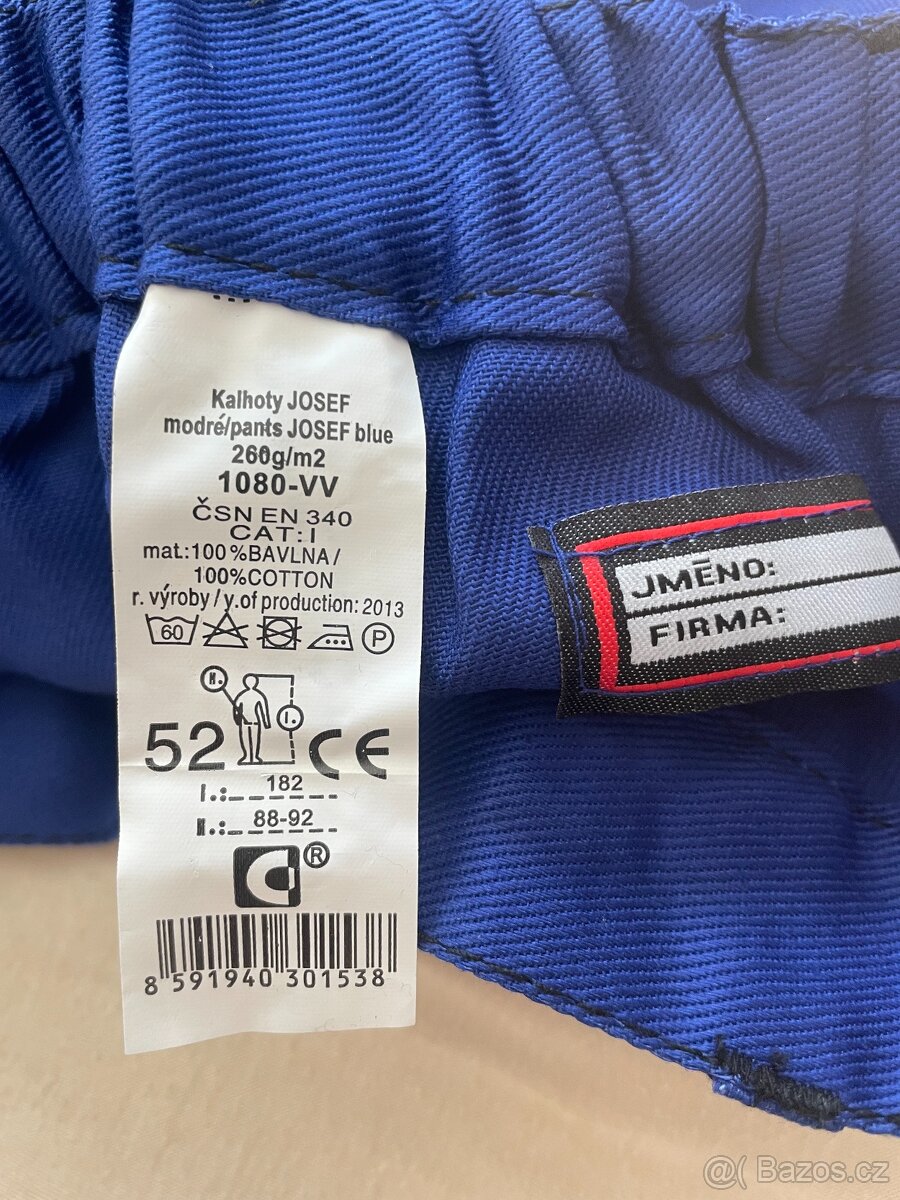 Kalhoty JOSEF
modré/pants JOSEF blue
260g/m2
1080-VV
ČSN EN 340
CAT: I
mat.:100%BAVLNA/
100%COTTON
r. výroby / y.of production: 2013
60 P
II.
I.
52 CE
I.: 182
II.: 88-92
C ®
8 591940 301538
JMÉNO:
FIRMA:
@( Bazos.cz